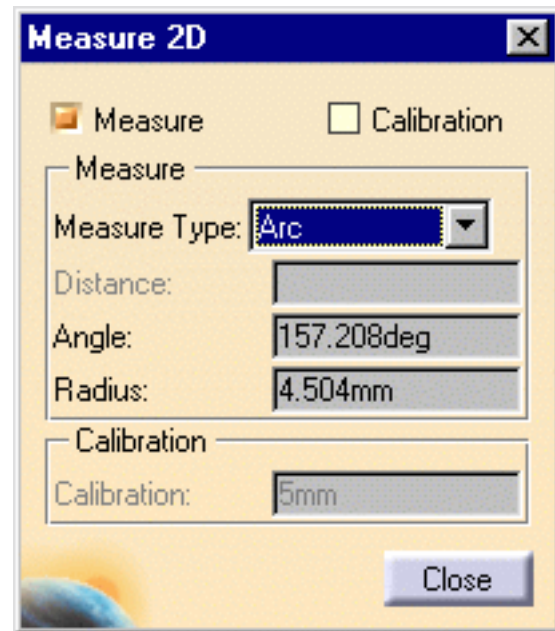 Measure 2D
Measure Calibration
Measure
Measure Type: Arc
Distance:
Angle: 157.208deg
Radius: 4.504mm
Calibration
Calibration: 5mm
Close